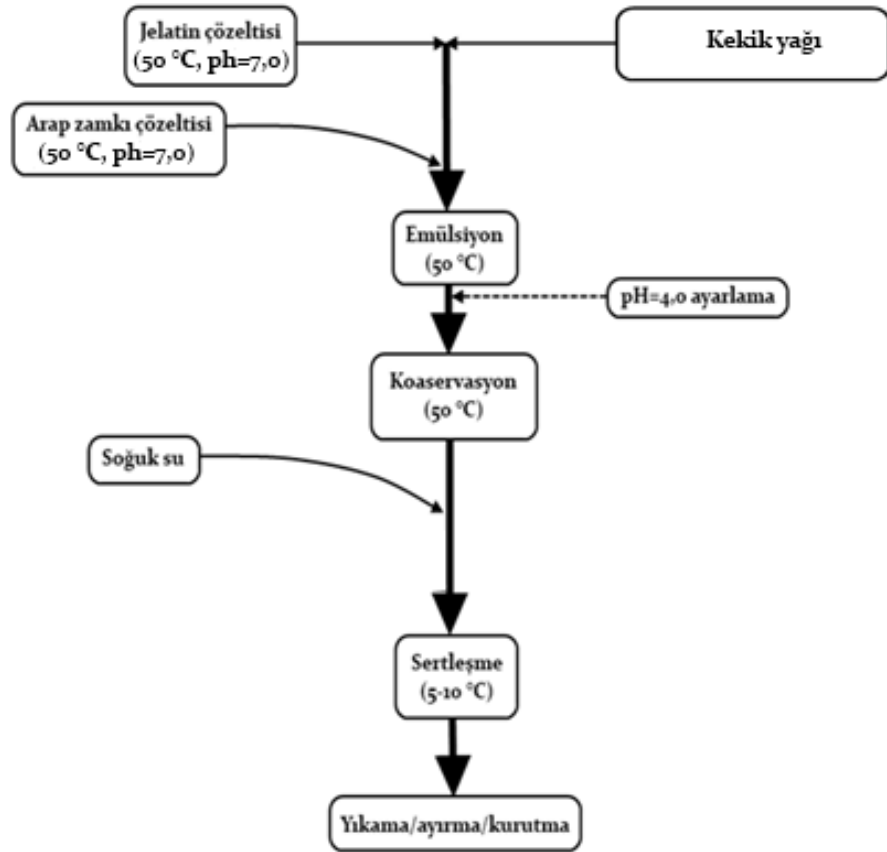 Jelatin çözeltisi
(50 °C, ph=7,0)
Kekik yağı
Arap zamkı çözeltisi
(50 °C, ph=7,0)
Emülsiyon
(50 °C)
pH=4,0 ayarlama
Koaservasyon
(50 °C)
Soğuk su
Sertleşme
(5-10 °C)
Yıkama/ayırma/kurutma